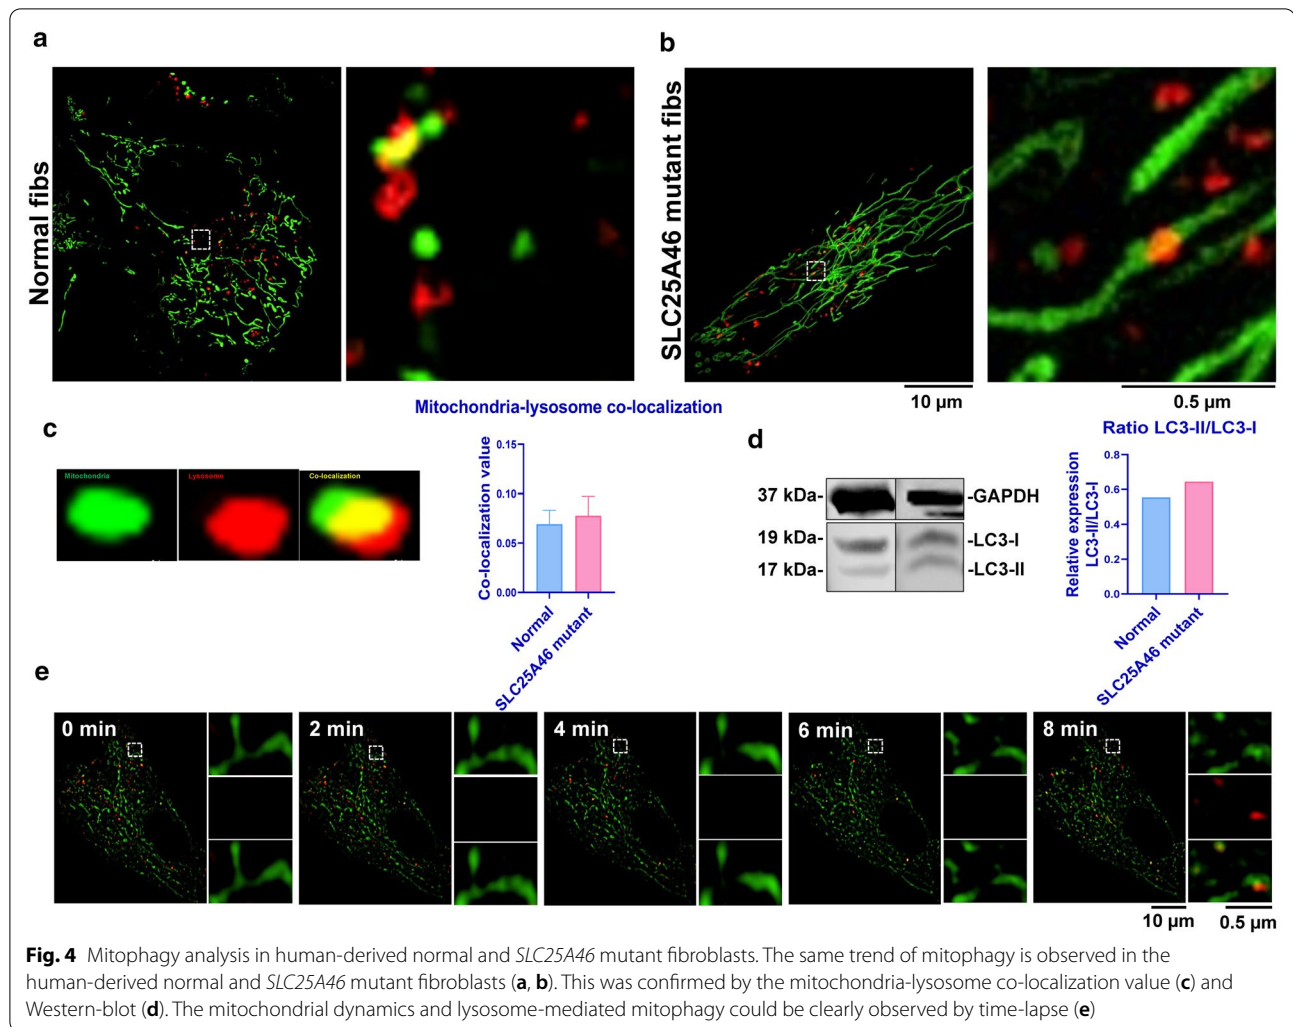 a
b
Normal fibs
SLC25A46 mutant fibs
10 µm
0.5 µm
Mitochondria-lysosome co-localization
c
Mitochondria
Lysosome
Co-localization
Co-localization value
0.15
0.10
0.05
0.00
Normal
SLC25A46 mutant
d
37 kDa-
-GAPDH
19 kDa-
-LC3-I
17 kDa-
-LC3-II
Ratio LC3-II/LC3-I
Relative expression
LC3-II/LC3-I
0.8
0.6
0.4
0.2
0.0
Normal
SLC25A46 mutant
e
0 min
2 min
4 min
6 min
8 min
10 µm
0.5 µm
Fig. 4 Mitophagy analysis in human-derived normal and SLC25A46 mutant fibroblasts. The same trend of mitophagy is observed in the
human-derived normal and SLC25A46 mutant fibroblasts (a, b). This was confirmed by the mitochondria-lysosome co-localization value (c) and
Western-blot (d). The mitochondrial dynamics and lysosome-mediated mitophagy could be clearly observed by time-lapse (e)